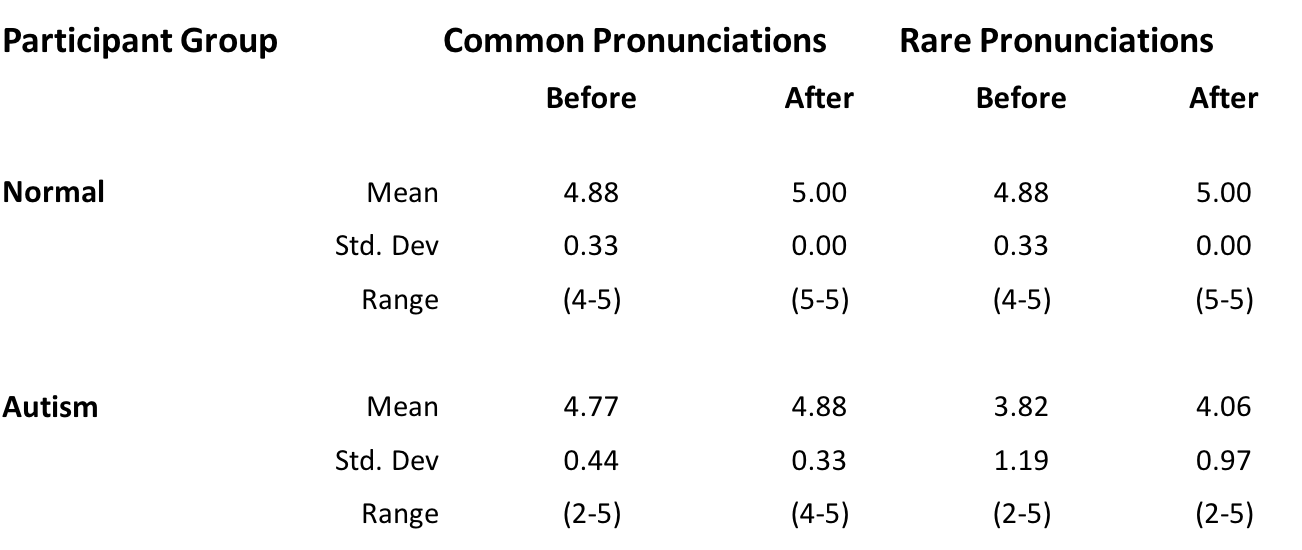 Participant Group Common Pronunciations Rare Pronunciations
Before After Before After
Normal Mean 4.88 5.00 4.88 5.00
Std. Dev 0.33 0.00 0.33 0.00
Range (4-5) (5-5) (4-5) (5-5)
Autism Mean 4.77 4.88 3.82 4.06
Std. Dev 0.44 0.33 1.19 0.97
Range (2-5) (4-5) (2-5) (2-5)